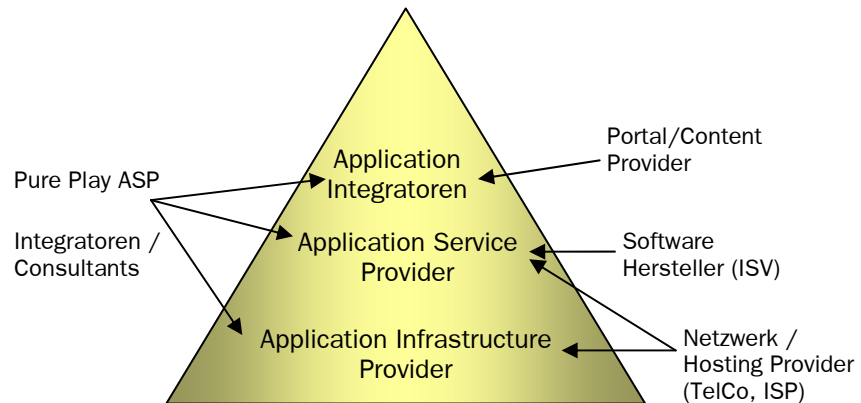 Portal/Content
Provider
Application
Integratoren
Pure Play ASP
Integratoren /
Consultants
Application Service
Provider
Software
Hersteller (ISV)
Application Infrastructure
Provider
Netzwerk /
Hosting Provider
(TelCo, ISP)